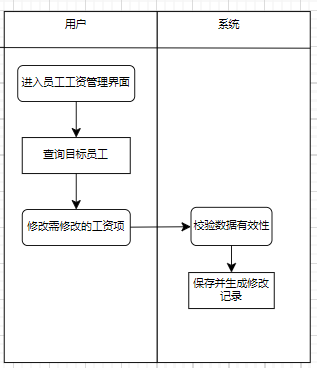 用户
系统
进入员工工资管理界面
查询目标员工
修改需修改的工资项
校验数据有效性
保存并生成修改
记录